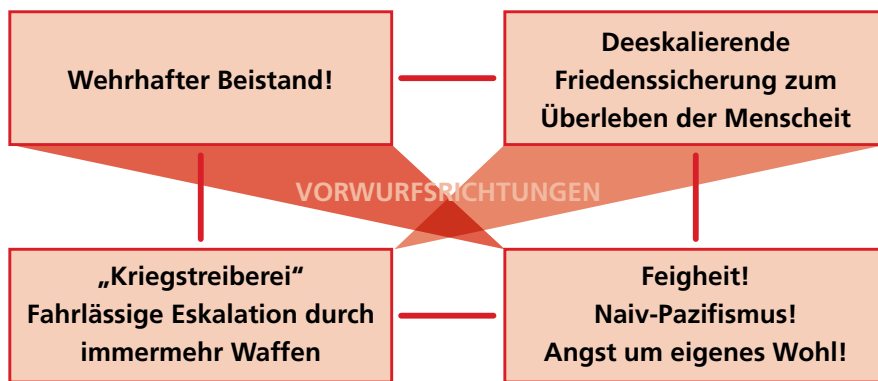 Wehrhafter Beistand!
Deeskalierende
Friedenssicherung zum
Überleben der Menscheit
VORWURFSRICHTUNGEN
„Kriegstreiberei“
Fahrlässige Eskalation durch
immermehr Waffen
Feigheit!
Naiv-Pazifismus!
Angst um eigenes Wohl!